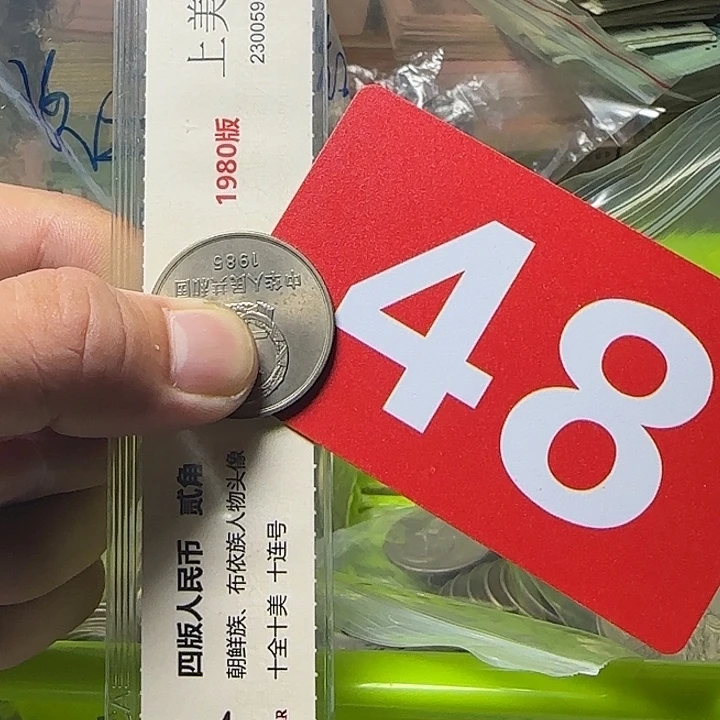 上美
230059
1980版
四版人民币 贰角
朝鲜族、布依族人物头像
十全十美 十连号
中华人民共和国
1985
48